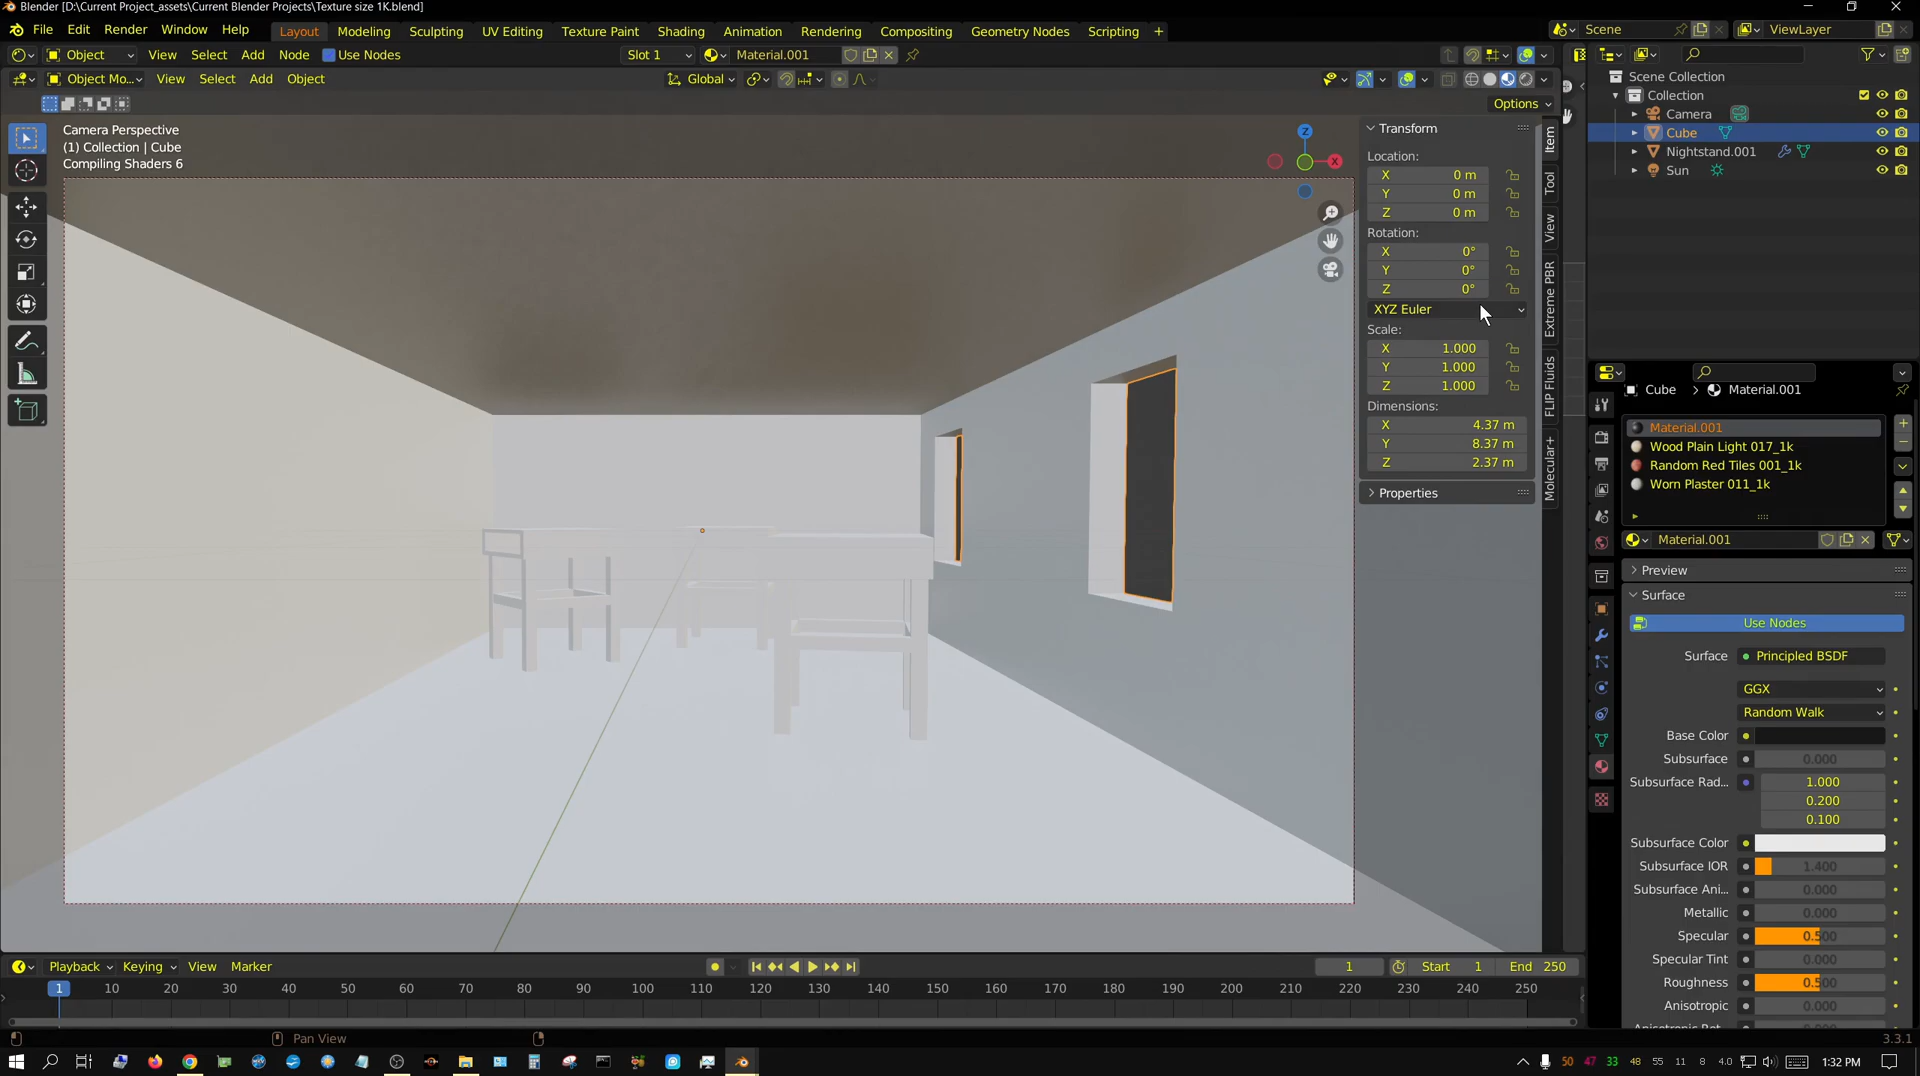 Blender [D:\Current Project_assets\Current Blender Projects\Texture size 1K.blend]
File Edit Render Window Help Layout Modeling Sculpting UV Editing Texture Paint Shading Animation Rendering Compositing Geometry Nodes Scripting + Scene ViewLayer
Object View Select Add Node Use Nodes Slot 1 Material.001
Object Mo... View Select Add Object Global
Options
Camera Perspective
(1) Collection | Cube
Compiling Shaders 6
Z
X
Transform
Location:
X 0 m
Y 0 m
Z 0 m
Rotation:
X 0°
Y 0°
Z 0°
XYZ Euler
Scale:
X 1.000
Y 1.000
Z 1.000
Dimensions:
X 4.37 m
Y 8.37 m
Z 2.37 m
Properties
Item
Tool
View
Extreme PBR
FLIP Fluids
Molecular+
Scene Collection
Collection
Camera
Cube
Nightstand.001
Sun
Cube > Material.001
Material.001
Wood Plain Light 017_1k
Random Red Tiles 001_1k
Worn Plaster 011_1k
Material.001
Preview
Surface
Use Nodes
Surface Principled BSDF
GGX
Random Walk
Base Color
Subsurface 0.000
Subsurface Rad... 1.000
0.200
0.100
Subsurface Color
Subsurface IOR 1.400
Subsurface Ani... 0.000
Metallic 0.000
Specular 0.500
Specular Tint 0.000
Roughness 0.500
Anisotropic 0.000
Playback Keying View Marker 1 Start 1 End 250
1 10 20 30 40 50 60 70 80 90 100 110 120 130 140 150 160 170 180 190 200 210 220 230 240 250
Pan View 3.3.1
50 47 33 48 55 11 8 4.0 1:32 PM